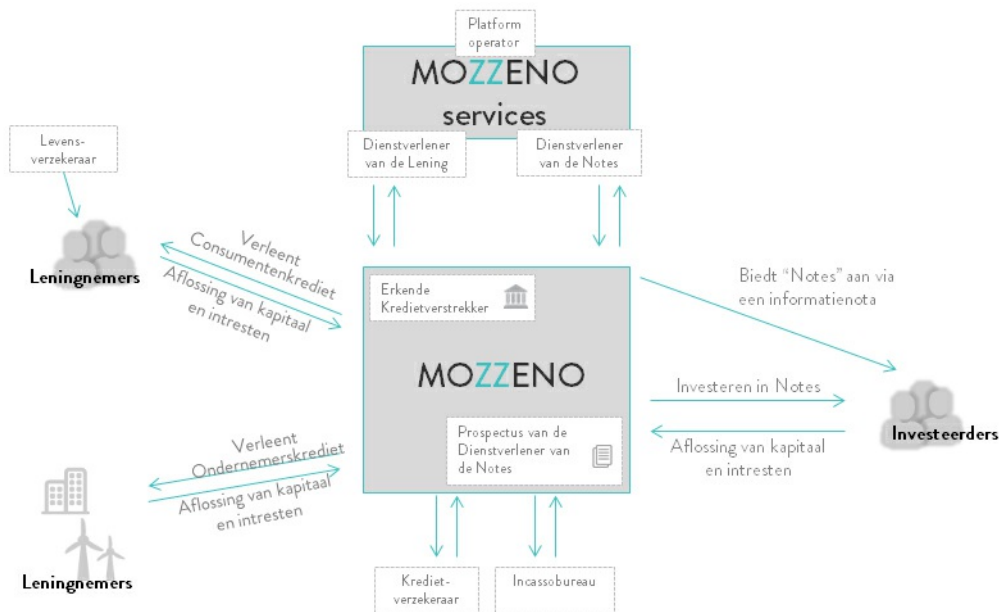 Platform
operator
MOZZENO
services
Dienstverlener
van de Lening
Dienstverlener
van de Notes
Levens-
verzekeraar
Leningnemers
Verleent
Consumentenkrediet
Aflossing van kapitaal
en intresten
Erkende
Kredietverstrekker
Biedt “Notes” aan via
een informatienota
MOZZENO
Investeren in Notes
Investeerders
Aflossing van kapitaal
en intresten
Prospectus van de
Dienstverlener van
de Notes
Verleent
Ondernemerskrediet
Aflossing van kapitaal
en intresten
Leningnemers
Krediet-
verzekeraar
Incassobureau